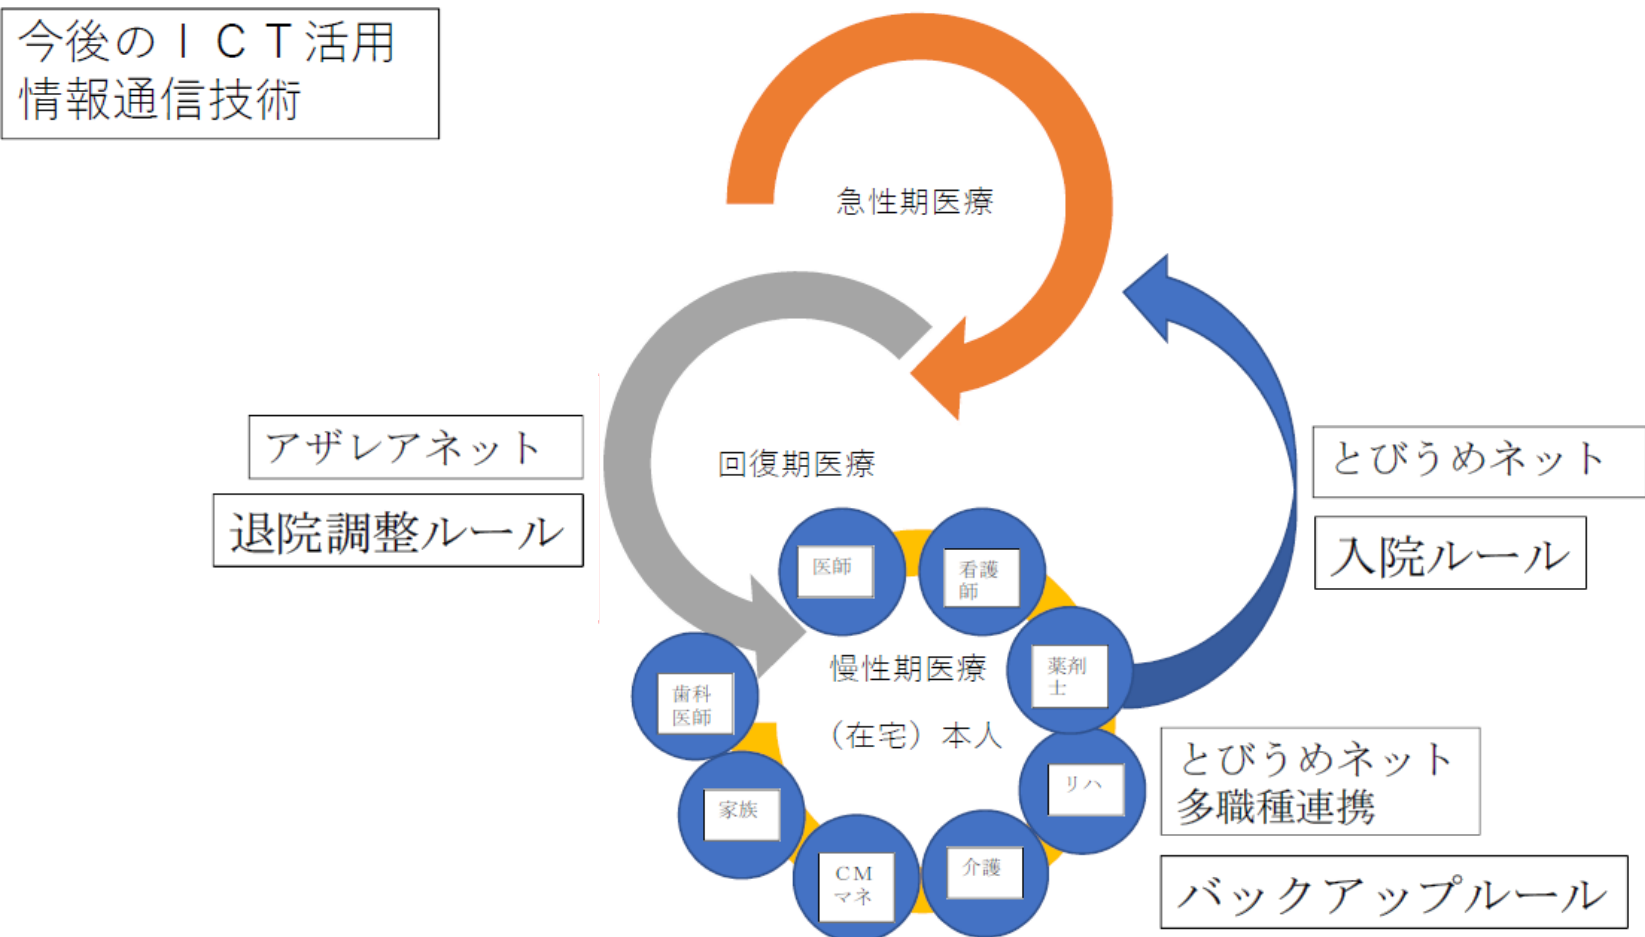 今後のＩＣＴ活用
情報通信技術
急性期医療
アザレアネット
退院調整ルール
回復期医療
とびうめネット
入院ルール
医師
看護
師
慢性期医療
（在宅）本人
薬剤
士
歯科
医師
リハ
家族
CM
マネ
介護
とびうめネット
多職種連携
バックアップルール